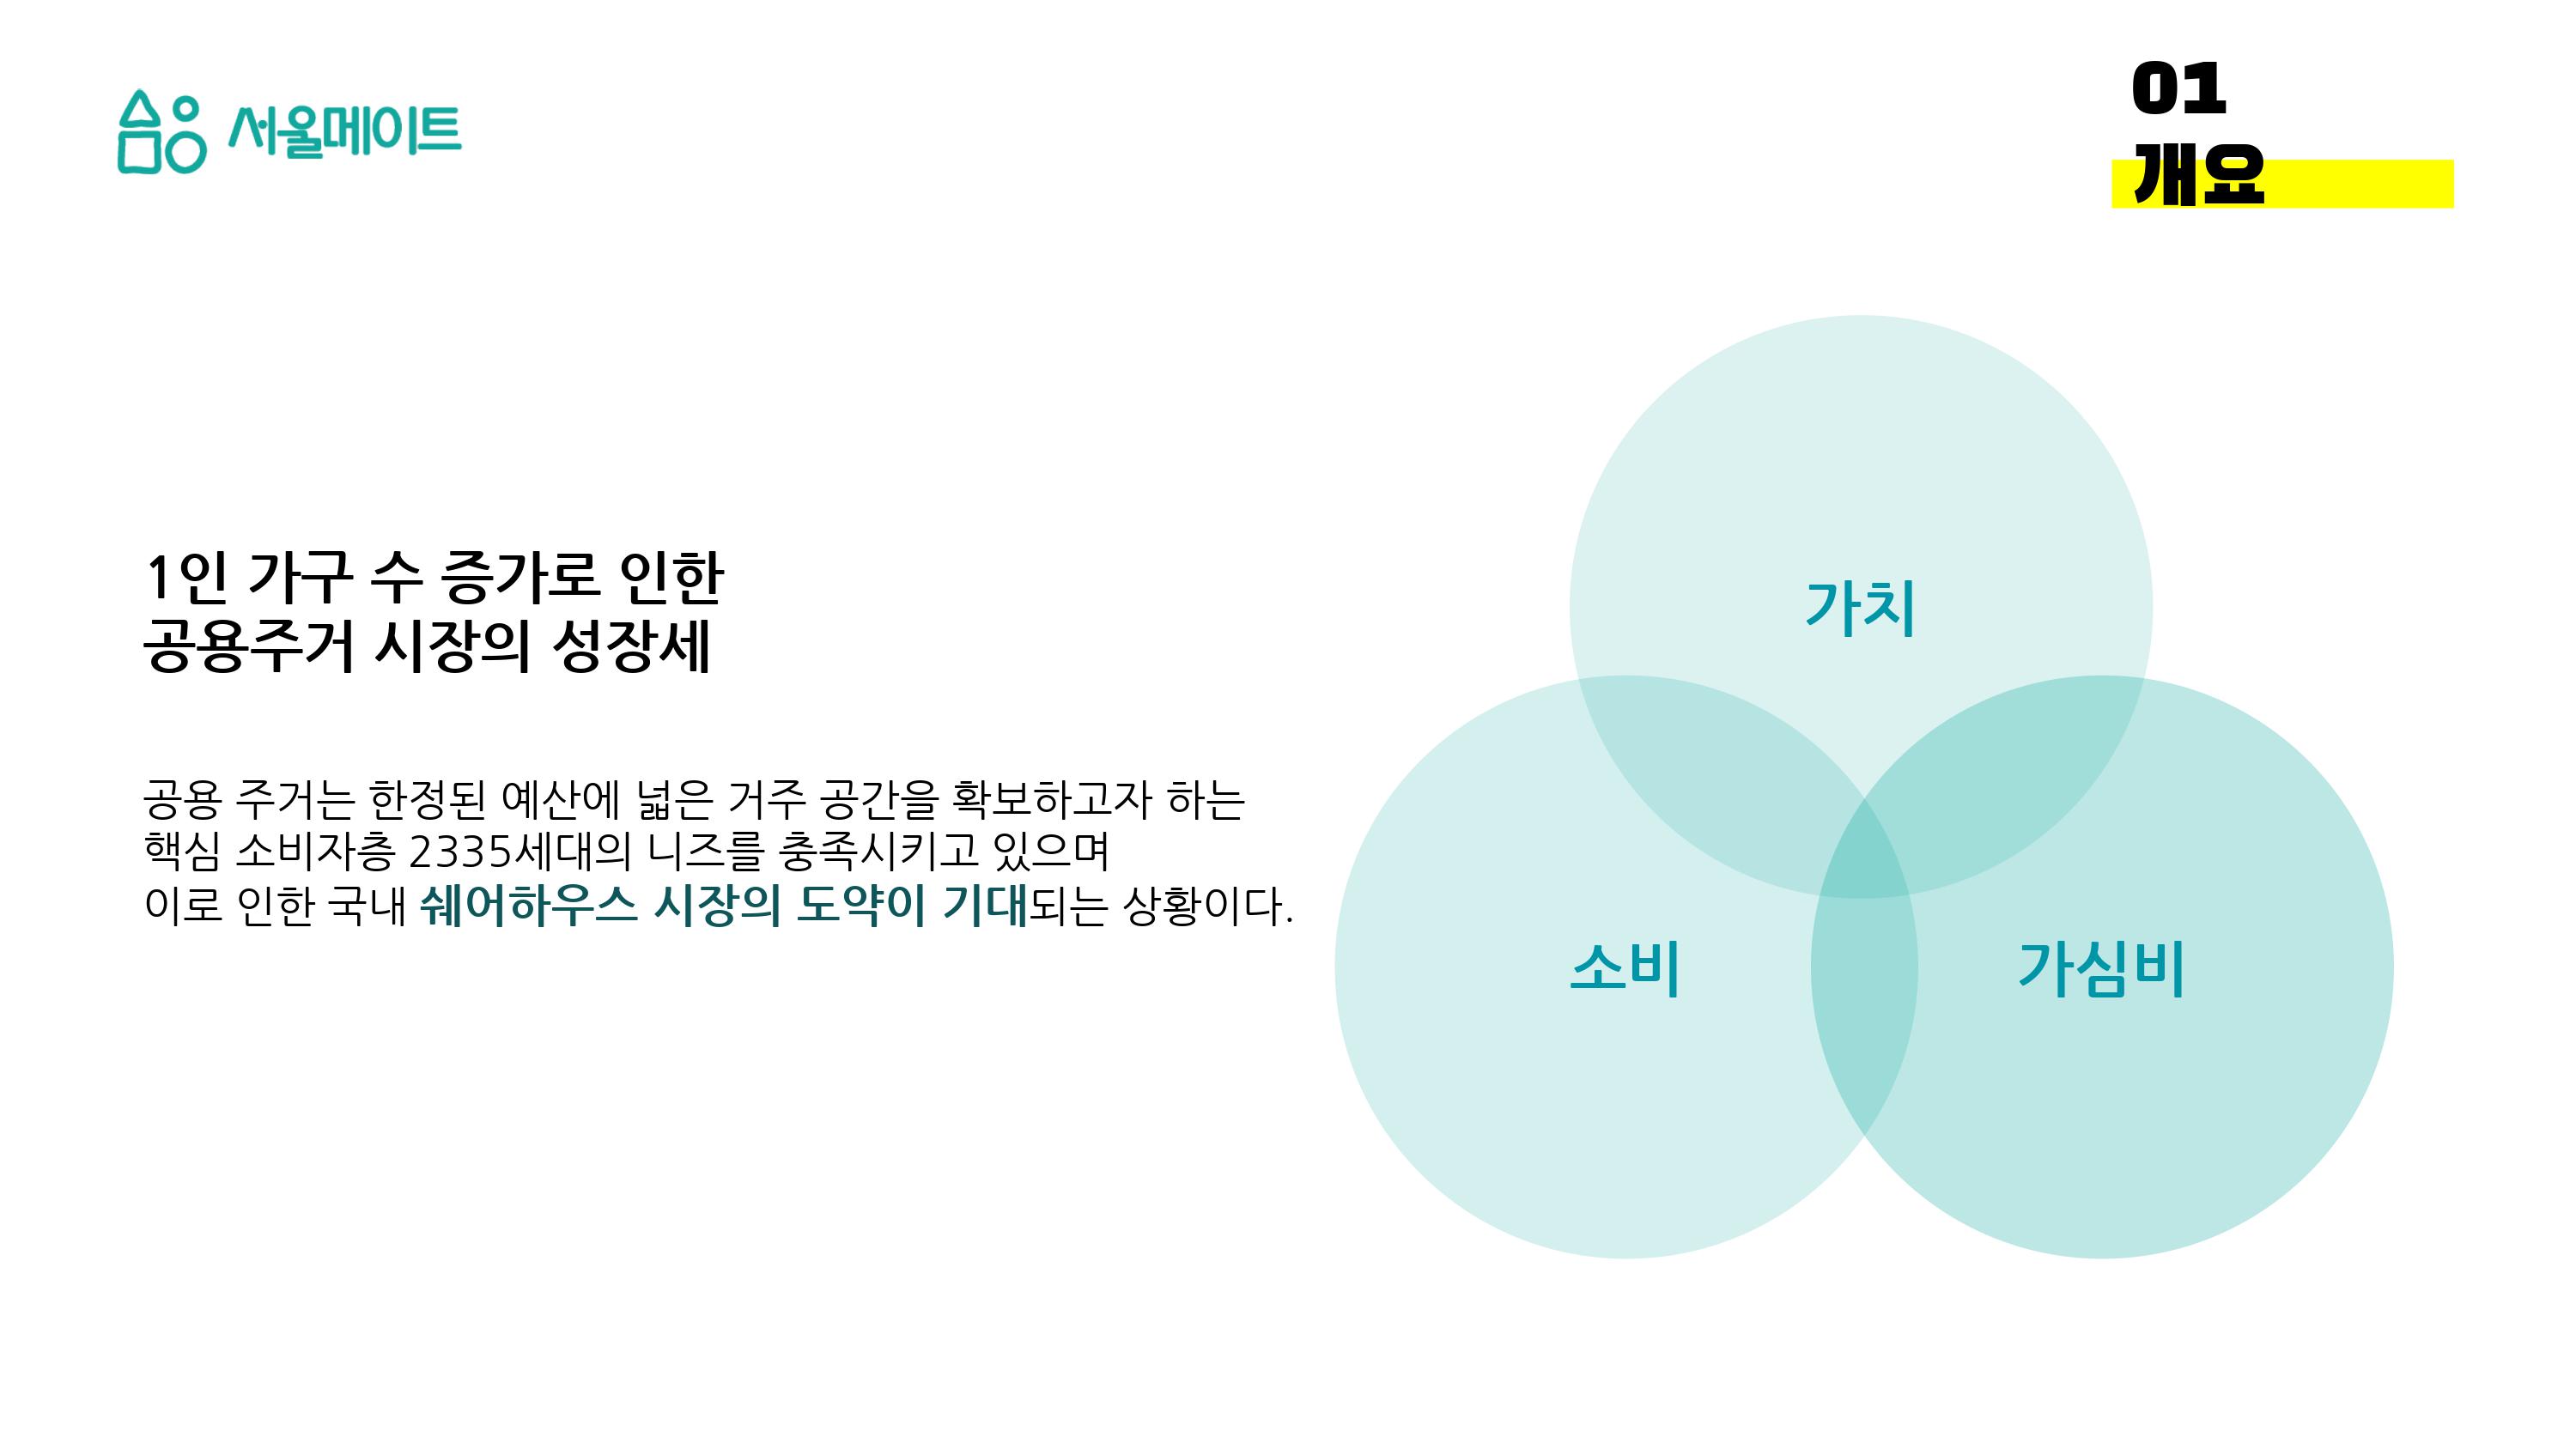 서울메이트
01
개요
1인 가구 수 증가로 인한
공용주거 시장의 성장세
공용 주거는 한정된 예산에 넓은 거주 공간을 확보하고자 하는
핵심 소비자층 2335세대의 니즈를 충족시키고 있으며
이로 인한 국내 쉐어하우스 시장의 도약이 기대되는 상황이다.
가치
소비
가심비